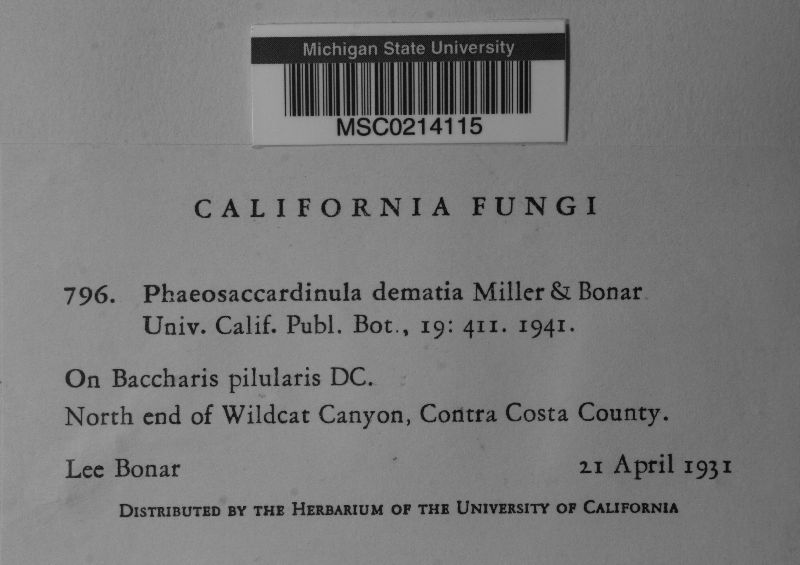 Michigan State University
MSC0214115
CALIFORNIA FUNGI
796. Phaeosaccardinula dematia Miller & Bonar
Univ. Calif. Publ. Bot., 19: 411. 1941.
On Baccharis pilularis DC.
North end of Wildcat Canyon, Contra Costa County.
Lee Bonar 21 April 1931
DISTRIBUTED BY THE HERBARIUM OF THE UNIVERSITY OF CALIFORNIA